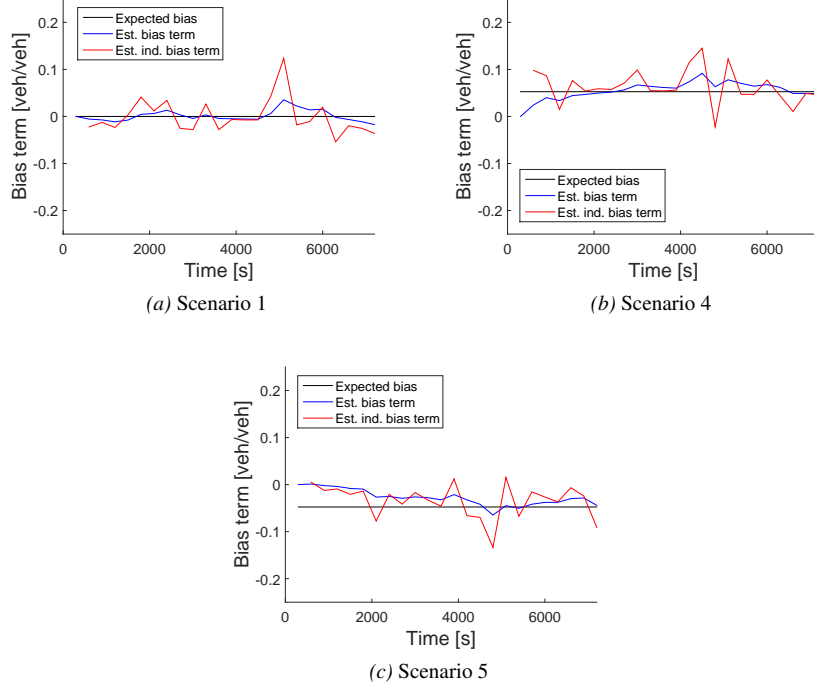 0.2
0.1
0
-0.1
-0.2
Bias term [veh/veh]
Expected bias
Est. bias term
Est. ind. bias term
0 2000 4000 6000
Time [s]
(a) Scenario 1
0.2
0.1
0
-0.1
-0.2
Bias term [veh/veh]
Expected bias
Est. bias term
Est. ind. bias term
0 2000 4000 6000
Time [s]
(b) Scenario 4
0.2
0.1
0
-0.1
-0.2
Bias term [veh/veh]
Expected bias
Est. bias term
Est. ind. bias term
0 2000 4000 6000
Time [s]
(c) Scenario 5